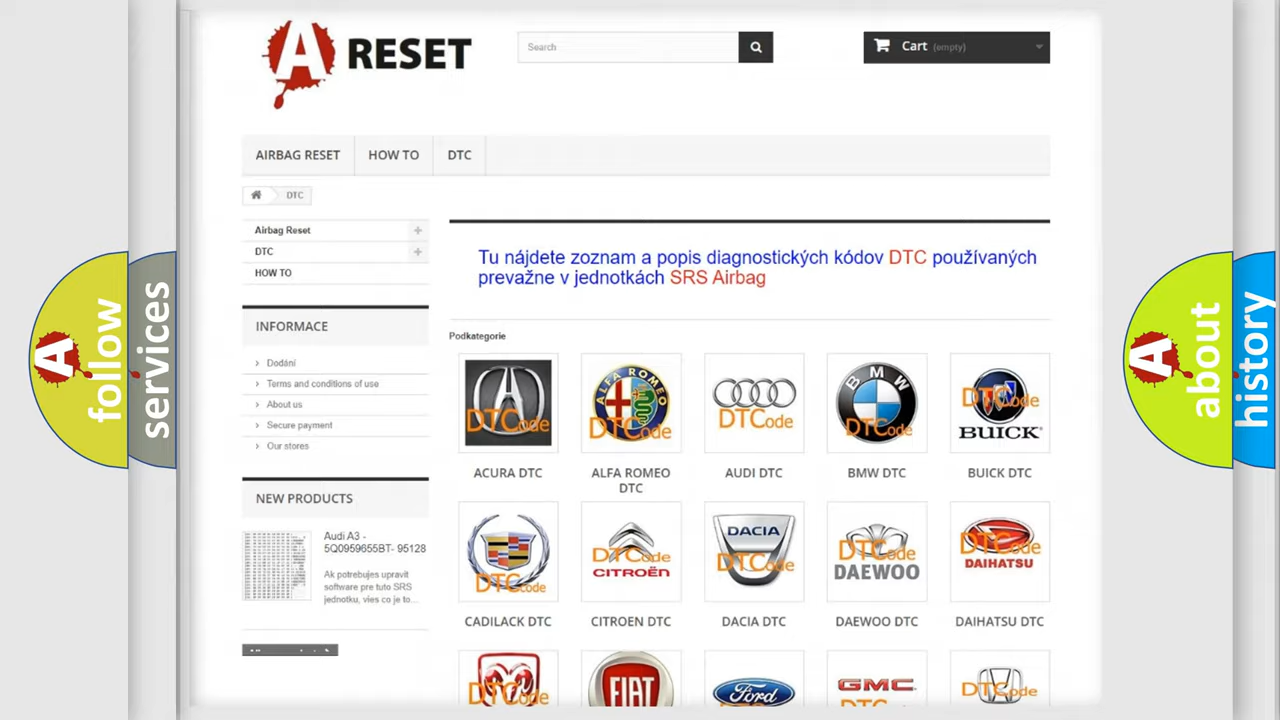 A RESET
Search
Cart (empty)
AIRBAG RESET
HOW TO
DTC
DTC
Airbag Reset
DTC
HOW TO
INFORMACE
Dodání
Terms and conditions of use
About us
Secure payment
Our stores
NEW PRODUCTS
Audi A3 -
5Q0959655BT- 95128
Ak potrebujes upravit
software pre tuto SRS
jednotku, vies co je to...
Tu nájdete zoznam a popis diagnostických kódov DTC používaných
prevažne v jednotkách SRS Airbag
Podkategorie
DTCode
ALFA ROMEO
DTCode
DTCode
BMW
DTCode
DTCode
BUICK
ACURA DTC
ALFA ROMEO
DTC
AUDI DTC
BMW DTC
BUICK DTC
DTCode
DTCode
CITROËN
DACIA
DTCode
DTCode
DAEWOO
DTCode
DAIHATSU
CADILACK DTC
CITROEN DTC
DACIA DTC
DAEWOO DTC
DAIHATSU DTC
DTCode
FIAT
Ford
GMC
DTCode
A follow
services
A about
history